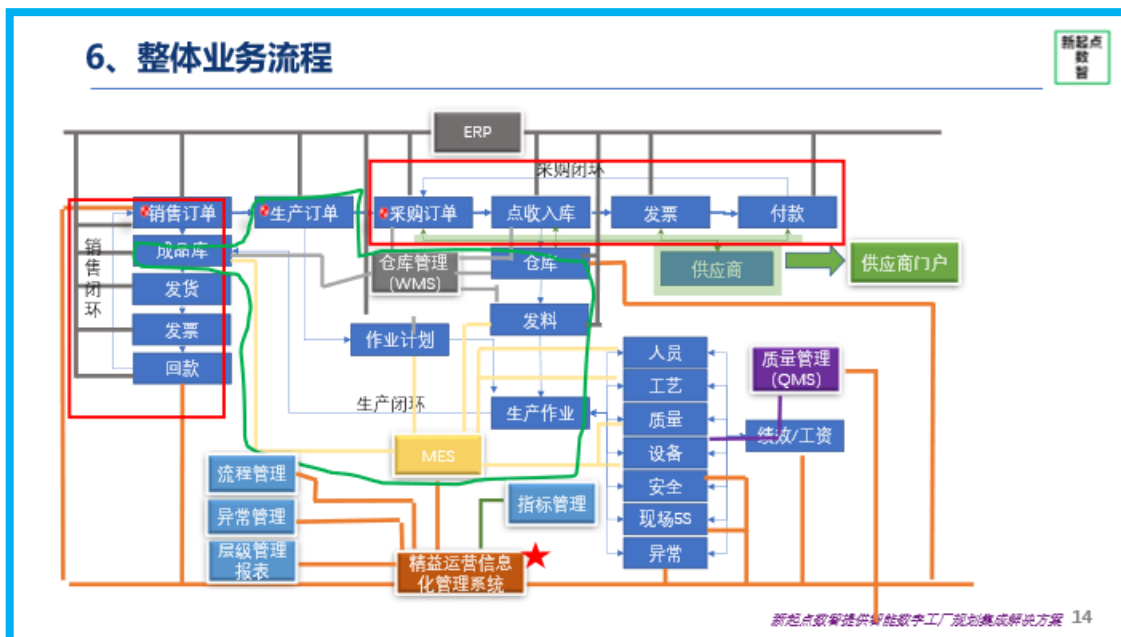 6、整体业务流程
新起点
数
智
ERP
采购闭环
销售订单
生产订单
采购订单
点收入库
发票
付款
销售闭环
成品库
发货
发票
回款
仓库管理
(WMS)
仓库
供应商
供应商门户
发料
作业计划
生产闭环
生产作业
人员
工艺
质量
设备
安全
现场5S
异常
质量管理
(QMS)
绩效/工资
MES
流程管理
异常管理
层级管理
报表
指标管理
精益运营信息
化管理系统
新起点数智提供智能数字工厂规划集成解决方案 14